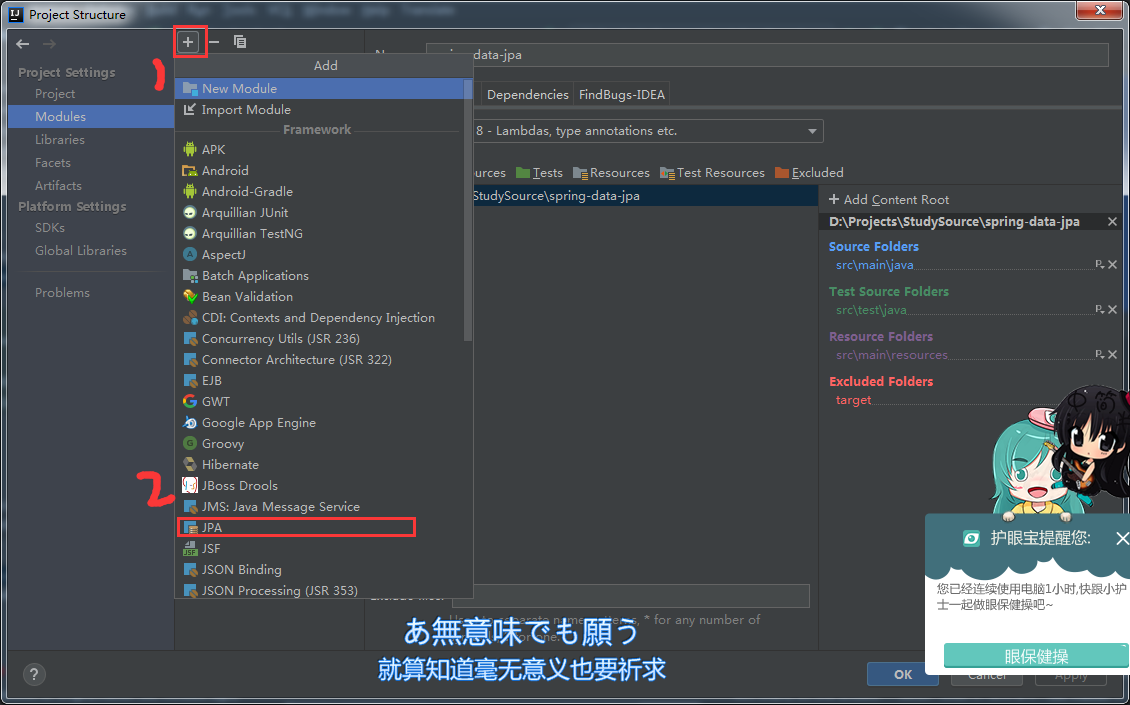 Project Structure
1
Project Settings
Project
Modules
Libraries
Facets
Artifacts
Platform Settings
SDKs
Global Libraries
Problems
Add
New Module
Import Module
Framework
APK
Android
Android-Gradle
Arquillian JUnit
Arquillian TestNG
AspectJ
Batch Applications
Bean Validation
CDI: Contexts and Dependency Injection
Concurrency Utils (JSR 236)
Connector Architecture (JSR 322)
EJB
GWT
Google App Engine
Groovy
Hibernate
JBoss Drools
2
JMS: Java Message Service
JPA
JSF
JSON Binding
JSON Processing (JSR 353)
data-jpa
Dependencies
FindBugs-IDEA
8 - Lambdas, type annotations etc.
Tests
Resources
Test Resources
Excluded
StudySource\spring-data-jpa
Add Content Root
D:\Projects\StudySource\spring-data-jpa
Source Folders
src\main\java
Test Source Folders
src\test\java
Resource Folders
src\main\resources
Excluded Folders
target
护眼宝提醒您:
您已经连续使用电脑1小时,快跟小护
士一起做眼保健操吧~
眼保健操
* for any number of
あ無意味でも願う
就算知道毫无意义也要祈求
?
OK
Cancel
Apply